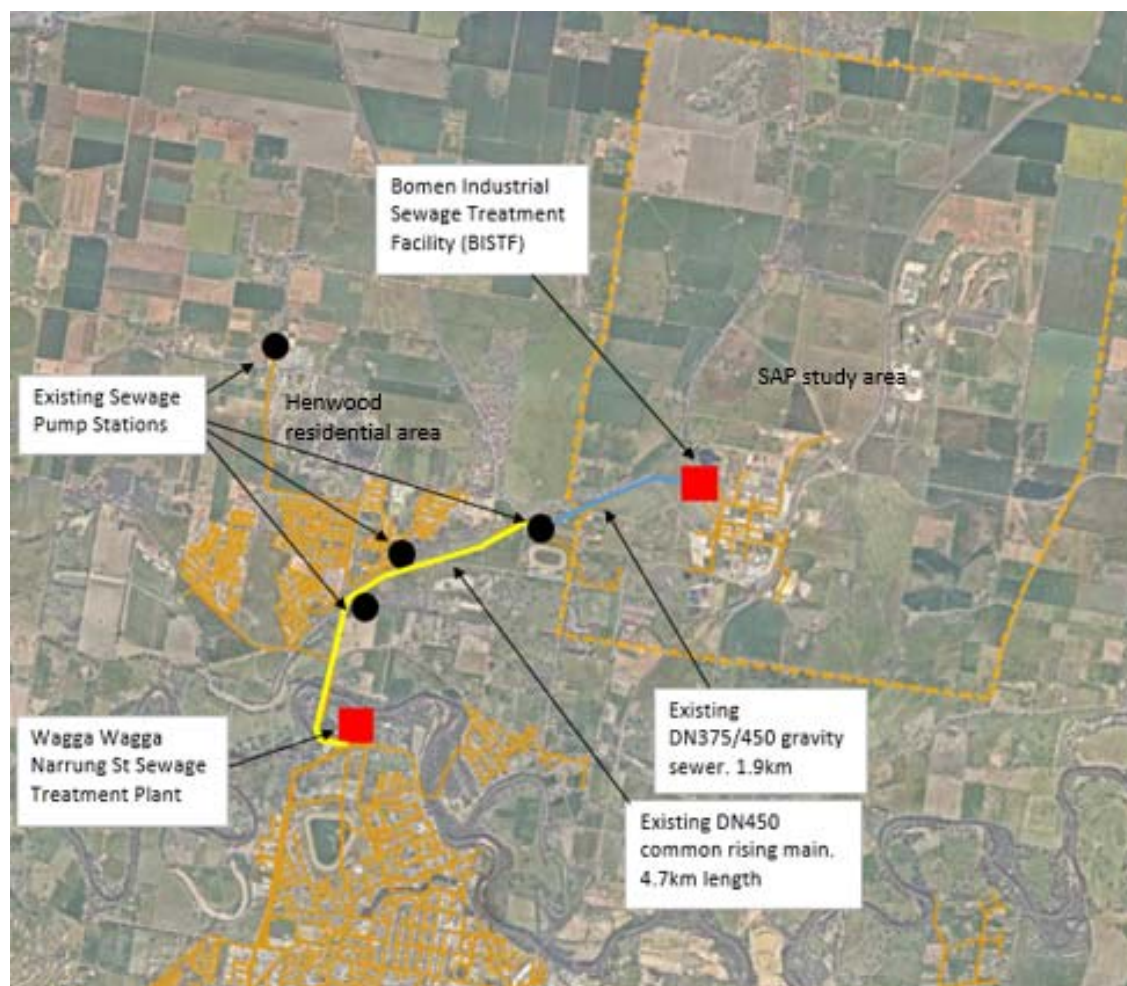 Bomen Industrial
Sewage Treatment
Facility (BISTF)
SAP study area
Existing Sewage
Pump Stations
Henwood
residential area
Existing
DN375/450 gravity
sewer. 1.9km
Wagga Wagga
Narrung St Sewage
Treatment Plant
Existing DN450
common rising main.
4.7km length